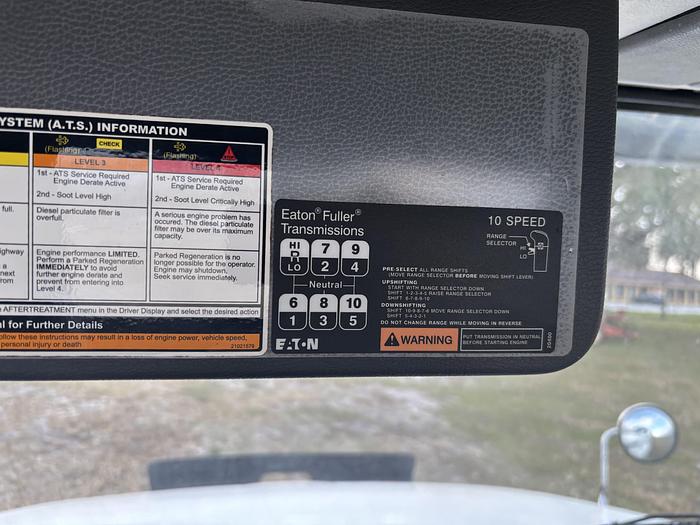 YSTEM (A.T.S.) INFORMATION
(Flashing) CHECK
(Flashing)
LEVEL 3
1st - ATS Service Required
Engine Derate Active
2nd - Soot Level High
1st - ATS Service Required
Engine Derate Active
2nd - Soot Level Critically High
full.
Diesel particulate filter is
overfull.
A serious engine problem has
occured. The diesel particulate
filter may be over its maximum
capacity.
ighway
a
next
rom
Engine performance LIMITED.
Perform a Parked Regeneration
IMMEDIATELY to avoid
further engine derate and
prevent from entering into
Level 4.
Parked Regeneration is no
longer possible for the operator.
Engine may shutdown.
Seek service immediately.
AFTERTREATMENT menu in the Driver Display and select the desired action
al for Further Details
ollow these instructions may result in a loss of engine power, vehicle speed,
personal injury or death
21021579
Eaton® Fuller®
Transmissions
HI R LO
7 2
9 4
Neutral
6 1
8 3
10 5
EATON
10 SPEED
RANGE
SELECTOR
HI
LO
PRE-SELECT ALL RANGE SHIFTS
(MOVE RANGE SELECTOR BEFORE MOVING SHIFT LEVER)
UPSHIFTING
START WITH RANGE SELECTOR DOWN
SHIFT 1-2-3-4-5 RAISE RANGE SELECTOR
SHIFT 6-7-8-9-10
DOWNSHIFTING
SHIFT 10-9-8-7-6 MOVE RANGE SELECTOR DOWN
SHIFT 5-4-3-2-1
DO NOT CHANGE RANGE WHILE MOVING IN REVERSE
WARNING
PUT TRANSMISSION IN NEUTRAL
BEFORE STARTING ENGINE